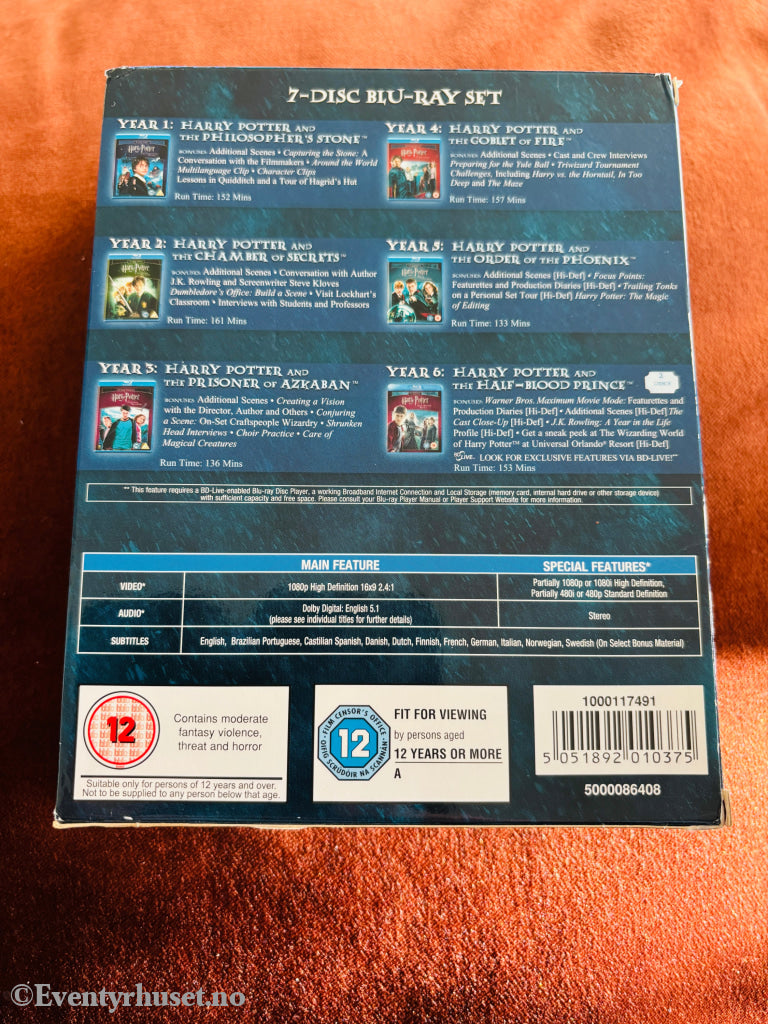 7-DISC BLU-RAY SET
YEAR 1: HARRY POTTER AND
THE PHILOSOPHER'S STONE™
BONUSES: Additional Scenes • Capturing the Stone: A
Conversation with the Filmmakers • Around the World
Multilanguage Clip • Character Clips
Lessons in Quidditch and a Tour of Hagrid's Hut
Run Time: 152 Mins
YEAR 2: HARRY POTTER AND
THE CHAMBER OF SECRETS™
BONUSES: Additional Scenes • Conversation with Author
J.K. Rowling and Screenwriter Steve Kloves
Dumbledore's Office: Build a Scene • Visit Lockhart's
Classroom • Interviews with Students and Professors
Run Time: 161 Mins
YEAR 3: HARRY POTTER AND
THE PRISONER OF AZKABAN™
BONUSES: Additional Scenes • Creating a Vision
with the Director, Author and Others • Conjuring
a Scene: On-Set Craftspeople Wizardry • Shrunken
Head Interviews • Choir Practice • Care of
Magical Creatures
Run Time: 136 Mins
YEAR 4: HARRY POTTER AND
THE GOBLET OF FIRE™
BONUSES: Additional Scenes • Cast and Crew Interviews
Preparing for the Yule Ball • Triwizard Tournament
Challenges, Including Harry vs. the Horntail, In Too
Deep and The Maze
Run Time: 157 Mins
YEAR 5: HARRY POTTER AND
THE ORDER OF THE PHOENIX™
BONUSES: Additional Scenes [Hi-Def] • Focus Points:
Featurettes and Production Diaries [Hi-Def] • Trailing Tonks
on a Personal Set Tour [Hi-Def] Harry Potter: The Magic
of Editing
Run Time: 133 Mins
YEAR 6: HARRY POTTER AND
THE HALF-BLOOD PRINCE™
2
BONUSES: Warner Bros. Maximum Movie Mode: Featurettes and
Production Diaries [Hi-Def] • Additional Scenes [Hi-Def] The
Cast Close-Up [Hi-Def] • J.K. Rowling: A Year in the Life
Profile [Hi-Def] • Get a sneak peek at The Wizarding World
of Harry Potter™ at Universal Orlando® Resort [Hi-Def]
BD Live. LOOK FOR EXCLUSIVE FEATURES VIA BD-LIVE!**
Run Time: 153 Mins
** This feature requires a BD-Live-enabled Blu-ray Disc Player, a working Broadband Internet Connection and Local Storage (memory card, internal hard drive or other storage device)
with sufficient capacity and free space. Please consult your Blu-ray Player Manual or Player Support Website for more information.
MAIN FEATURE SPECIAL FEATURES*
VIDEO* 1080p High Definition 16x9 2.4:1 Partially 1080p or 1080i High Definition,
Partially 480i or 480p Standard Definition
AUDIO* Dolby Digital: English 5.1
(please see individual titles for further details) Stereo
SUBTITLES English, Brazilian Portuguese, Castilian Spanish, Danish, Dutch, Finnish, French, German, Italian, Norwegian, Swedish (On Select Bonus Material)
12
Contains moderate
fantasy violence,
threat and horror
Suitable only for persons of 12 years and over.
Not to be supplied to any person below that age.
FILM CENSOR'S OFFICE
12
OIFIG SCRÚDÓIR NA SCANNÁN
FIT FOR VIEWING
by persons aged
12 YEARS OR MORE
A
1000117491
5 051892 010375
5000086408
©Eventyrhuset.no